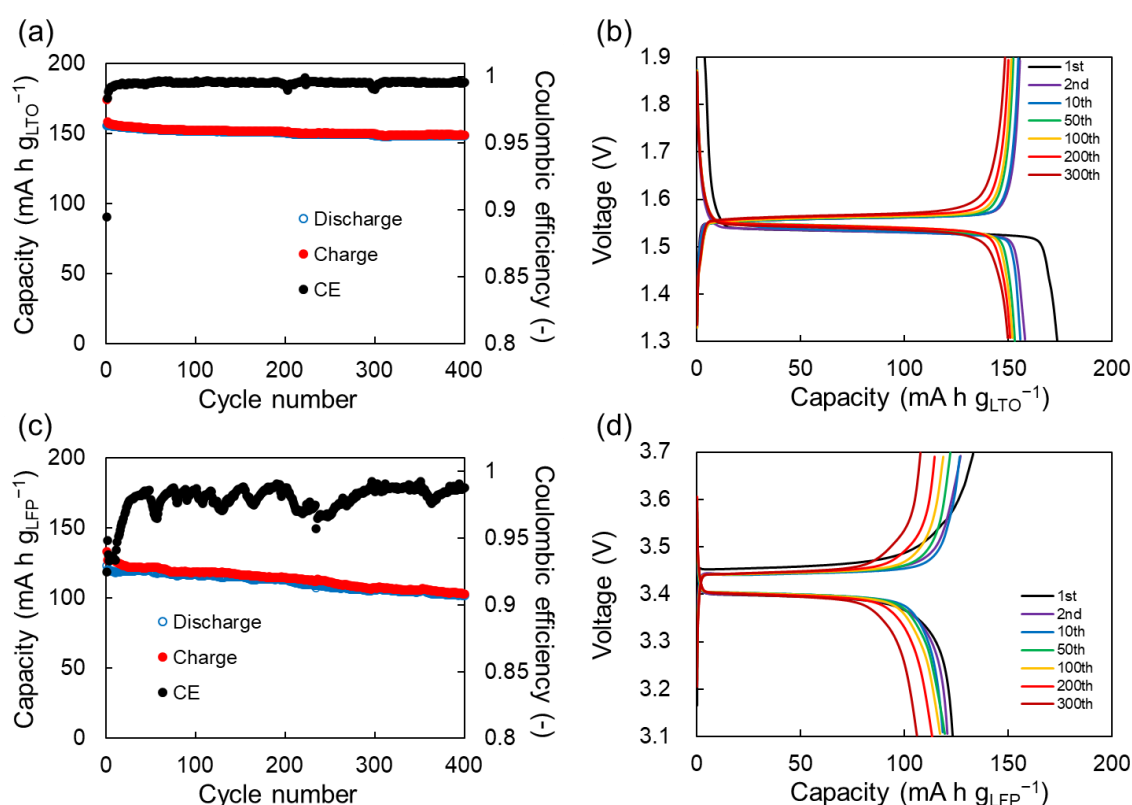 (a)
200
150
100
50
0
Capacity (mA h gLTO−1)
1
0.95
0.9
0.85
0.8
Coulombic efficiency (-)
Discharge
Charge
CE
0 100 200 300 400
Cycle number
(b)
1.9
1.8
1.7
1.6
1.5
1.4
1.3
Voltage (V)
1st
2nd
10th
50th
100th
200th
300th
0 50 100 150 200
Capacity (mA h gLTO−1)
(c)
200
150
100
50
0
Capacity (mA h gLFP−1)
1
0.95
0.9
0.85
0.8
Coulombic efficiency (-)
Discharge
Charge
CE
0 100 200 300 400
Cycle number
(d)
3.7
3.6
3.5
3.4
3.3
3.2
3.1
Voltage (V)
1st
2nd
10th
50th
100th
200th
300th
0 50 100 150 200
Capacity (mA h gLFP−1)